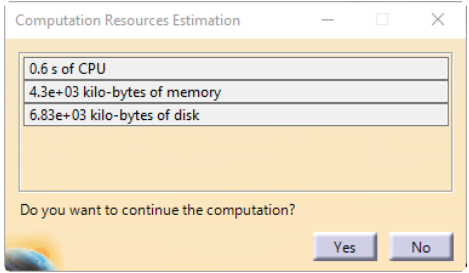 Computation Resources Estimation
0.6 s of CPU
4.3e+03 kilo-bytes of memory
6.83e+03 kilo-bytes of disk
Do you want to continue the computation?
Yes No